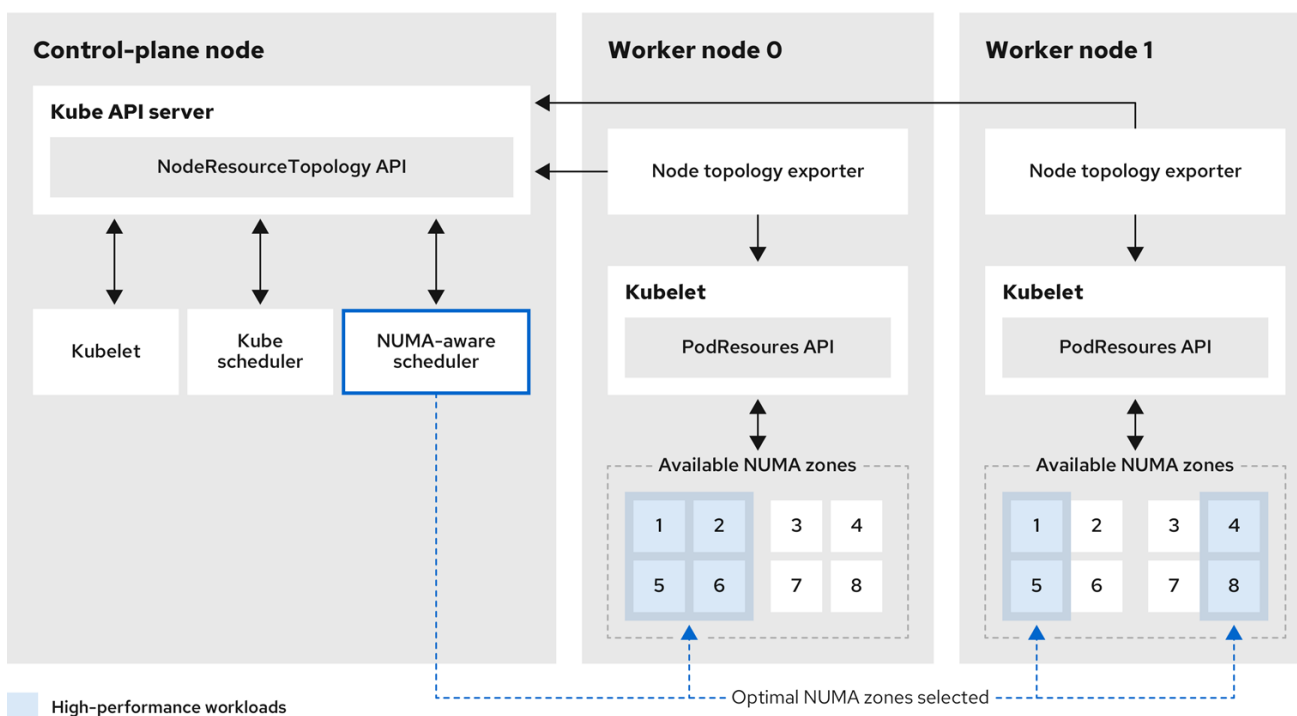 Control-plane node
Kube API server
NodeResourceTopology API
Kubelet
Kube
scheduler
NUMA-aware
scheduler
Worker node 0
Node topology exporter
Kubelet
PodResoures API
Available NUMA zones
1 2 3 4
5 6 7 8
Worker node 1
Node topology exporter
Kubelet
PodResoures API
Available NUMA zones
1 2 3 4
5 6 7 8
Optimal NUMA zones selected
High-performance workloads